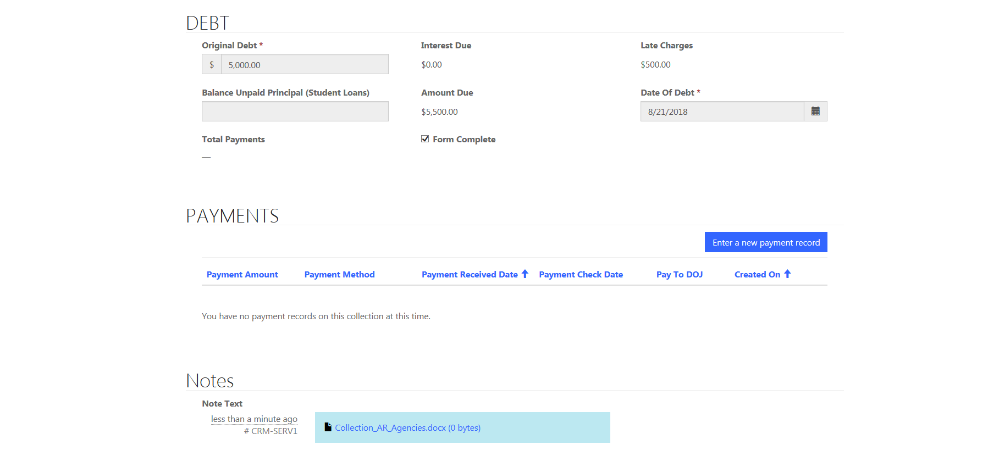 DEBT
Original Debt *
Interest Due
Late Charges
$ 5,000.00
$0.00
$500.00
Balance Unpaid Principal (Student Loans)
Amount Due
Date Of Debt *
$5,500.00
8/21/2018
Total Payments
Form Complete
—
PAYMENTS
Enter a new payment record
Payment Amount Payment Method Payment Received Date Payment Check Date Pay To DOJ Created On
You have no payment records on this collection at this time.
Notes
Note Text
less than a minute ago
# CRM-SERV1
Collection_AR_Agencies.docx (0 bytes)